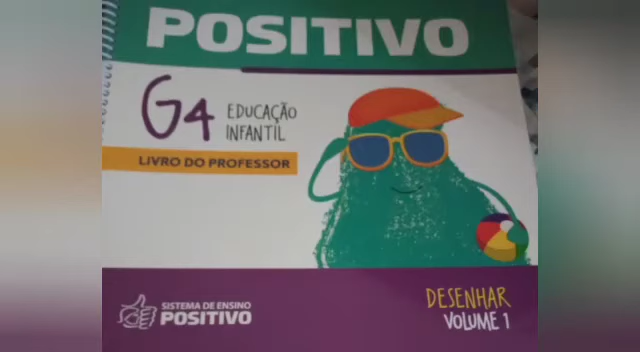 POSITIVO
G4 EDUCAÇÃO
INFANTIL
LIVRO DO PROFESSOR
SISTEMA DE ENSINO
POSITIVO
DESENHAR
VOLUME 1